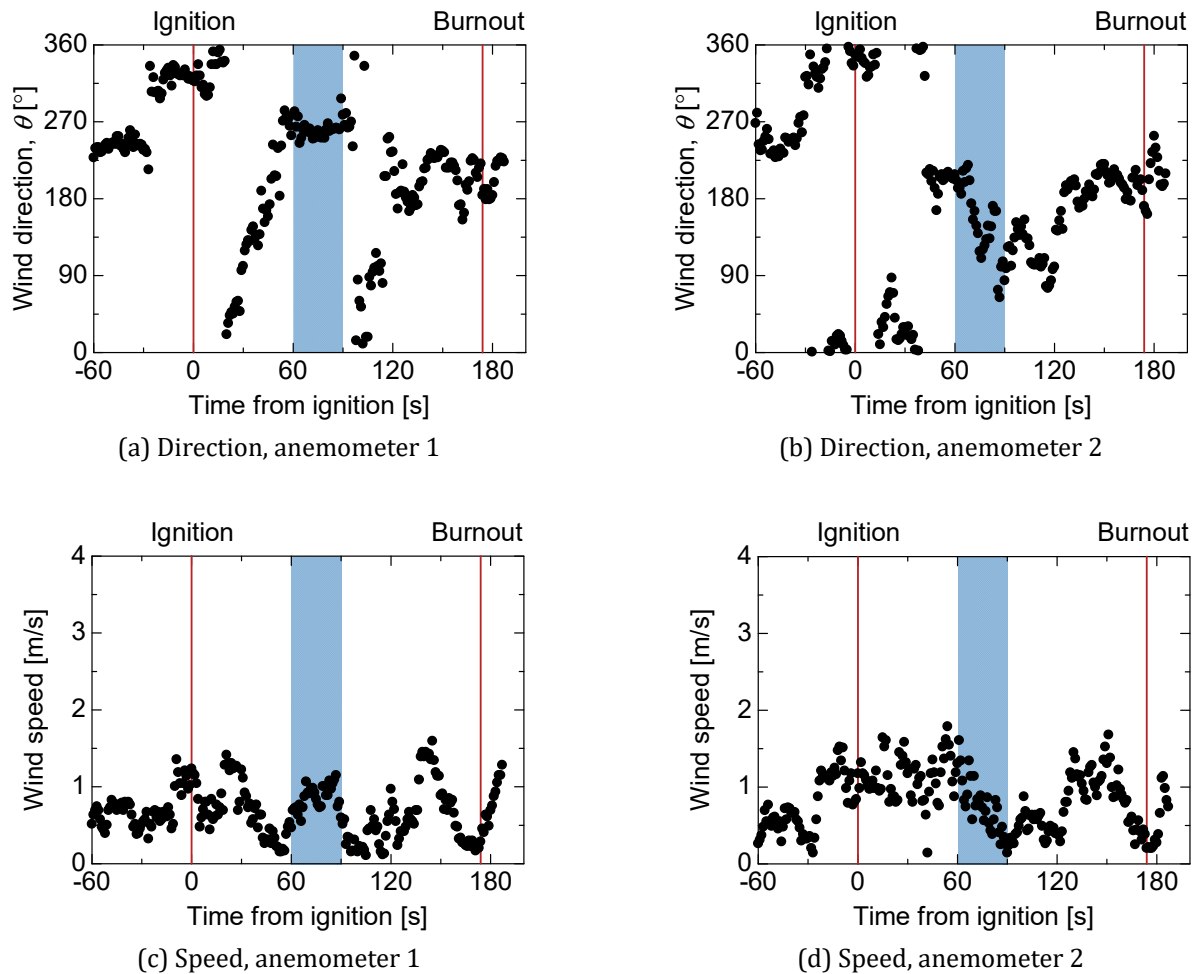 Ignition Burnout
360
270
180
90
0
Wind direction, θ [°]
-60 0 60 120 180
Time from ignition [s]
(a) Direction, anemometer 1
Ignition Burnout
360
270
180
90
0
Wind direction, θ [°]
-60 0 60 120 180
Time from ignition [s]
(b) Direction, anemometer 2
Ignition Burnout
4
3
2
1
0
Wind speed [m/s]
-60 0 60 120 180
Time from ignition [s]
(c) Speed, anemometer 1
Ignition Burnout
4
3
2
1
0
Wind speed [m/s]
-60 0 60 120 180
Time from ignition [s]
(d) Speed, anemometer 2